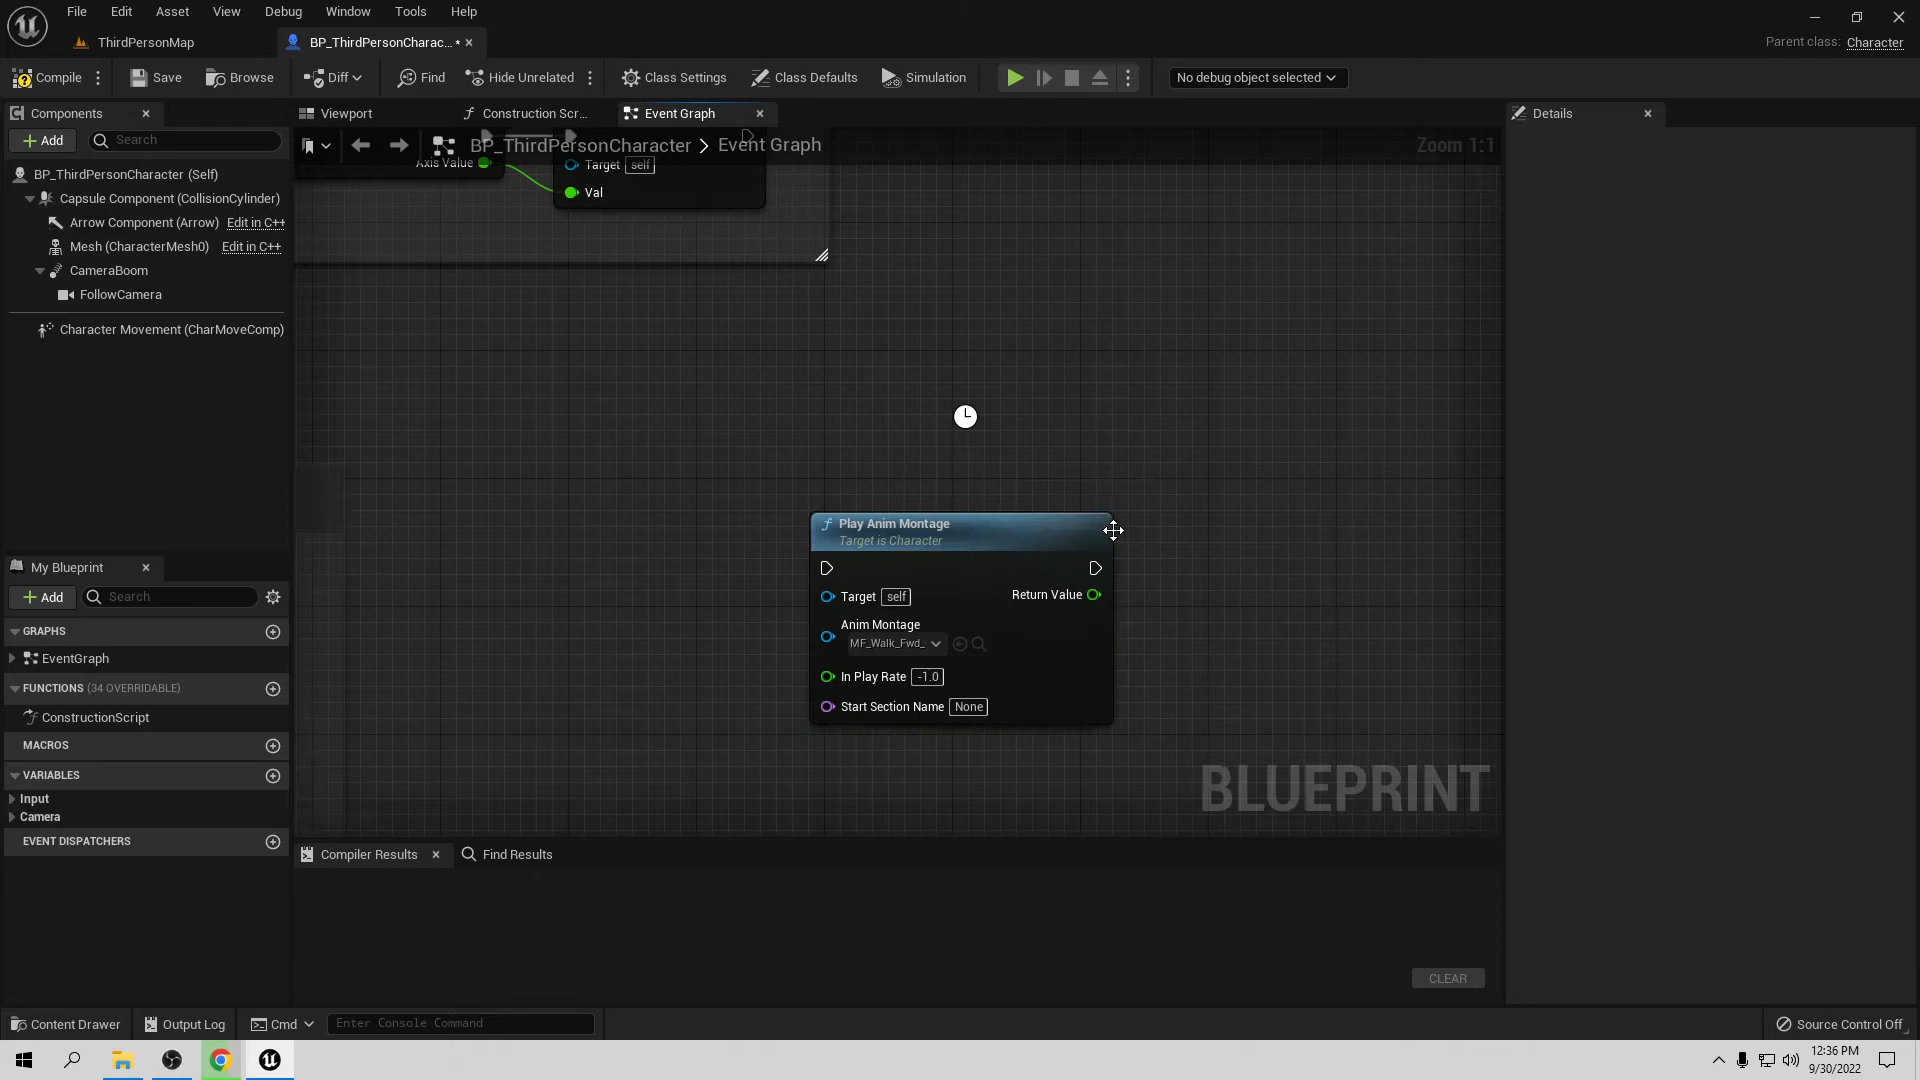 File Edit Asset View Debug Window Tools Help
ThirdPersonMap
BP_ThirdPersonCharac... *
Parent class: Character
Compile
Save
Browse
Diff
Find
Hide Unrelated
Class Settings
Class Defaults
Simulation
No debug object selected
Components
Add
Search
BP_ThirdPersonCharacter (Self)
Capsule Component (CollisionCylinder)
Arrow Component (Arrow) Edit in C++
Mesh (CharacterMesh0) Edit in C++
CameraBoom
FollowCamera
Character Movement (CharMoveComp)
My Blueprint
Add
Search
GRAPHS
EventGraph
FUNCTIONS (34 OVERRIDABLE)
ConstructionScript
MACROS
VARIABLES
Input
Camera
EVENT DISPATCHERS
Viewport
Construction Scr...
Event Graph
BP_ThirdPersonCharacter > Event Graph
Zoom 1:1
Axis Value
Target self
Val
Play Anim Montage
Target is Character
Target self
Return Value
Anim Montage
MF_Walk_Fwd_
In Play Rate -1.0
Start Section Name None
BLUEPRINT
Compiler Results
Find Results
CLEAR
Details
Content Drawer
Output Log
Cmd
Enter Console Command
Source Control Off
12:36 PM
9/30/2022